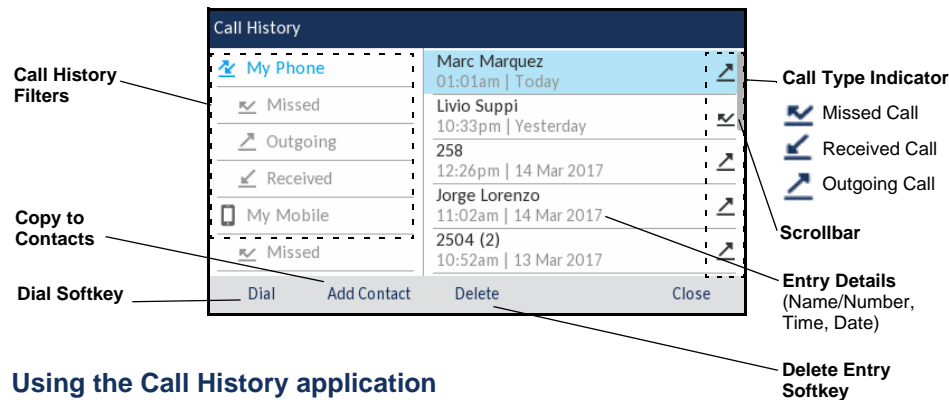 Call History
My Phone
Missed
Outgoing
Received
My Mobile
Missed
Marc Marquez
01:01am | Today
Livio Suppi
10:33pm | Yesterday
258
12:26pm | 14 Mar 2017
Jorge Lorenzo
11:02am | 14 Mar 2017
2504 (2)
10:52am | 13 Mar 2017
Dial Add Contact Delete Close
Call History
Filters
Copy to
Contacts
Dial Softkey
Call Type Indicator
Missed Call
Received Call
Outgoing Call
Scrollbar
Entry Details
(Name/Number,
Time, Date)
Delete Entry
Softkey
Using the Call History application